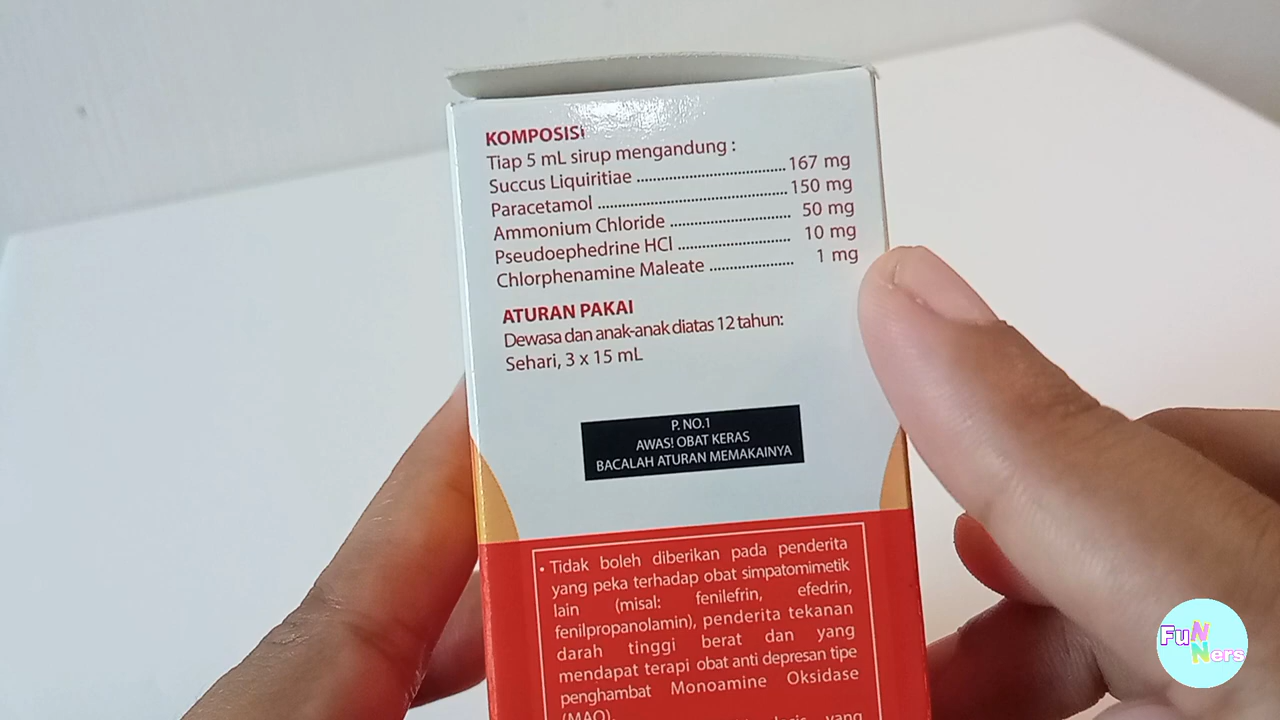 KOMPOSISI
Tiap 5 mL sirup mengandung :
Succus Liquiritiae ........................................ 167 mg
Paracetamol ................................................... 150 mg
Ammonium Chloride ................................ 50 mg
Pseudoephedrine HCl .............................. 10 mg
Chlorphenamine Maleate ...................... 1 mg
ATURAN PAKAI
Dewasa dan anak-anak diatas 12 tahun:
Sehari, 3 x 15 mL
P. NO.1
AWAS! OBAT KERAS
BACALAH ATURAN MEMAKAINYA
• Tidak boleh diberikan pada penderita
yang peka terhadap obat simpatomimetik
lain (misal: fenilefrin, efedrin,
fenilpropanolamin), penderita tekanan
darah tinggi berat dan yang
mendapat terapi obat anti depresan tipe
penghambat Monoamine Oksidase
(MAO).
yang
FuNNers